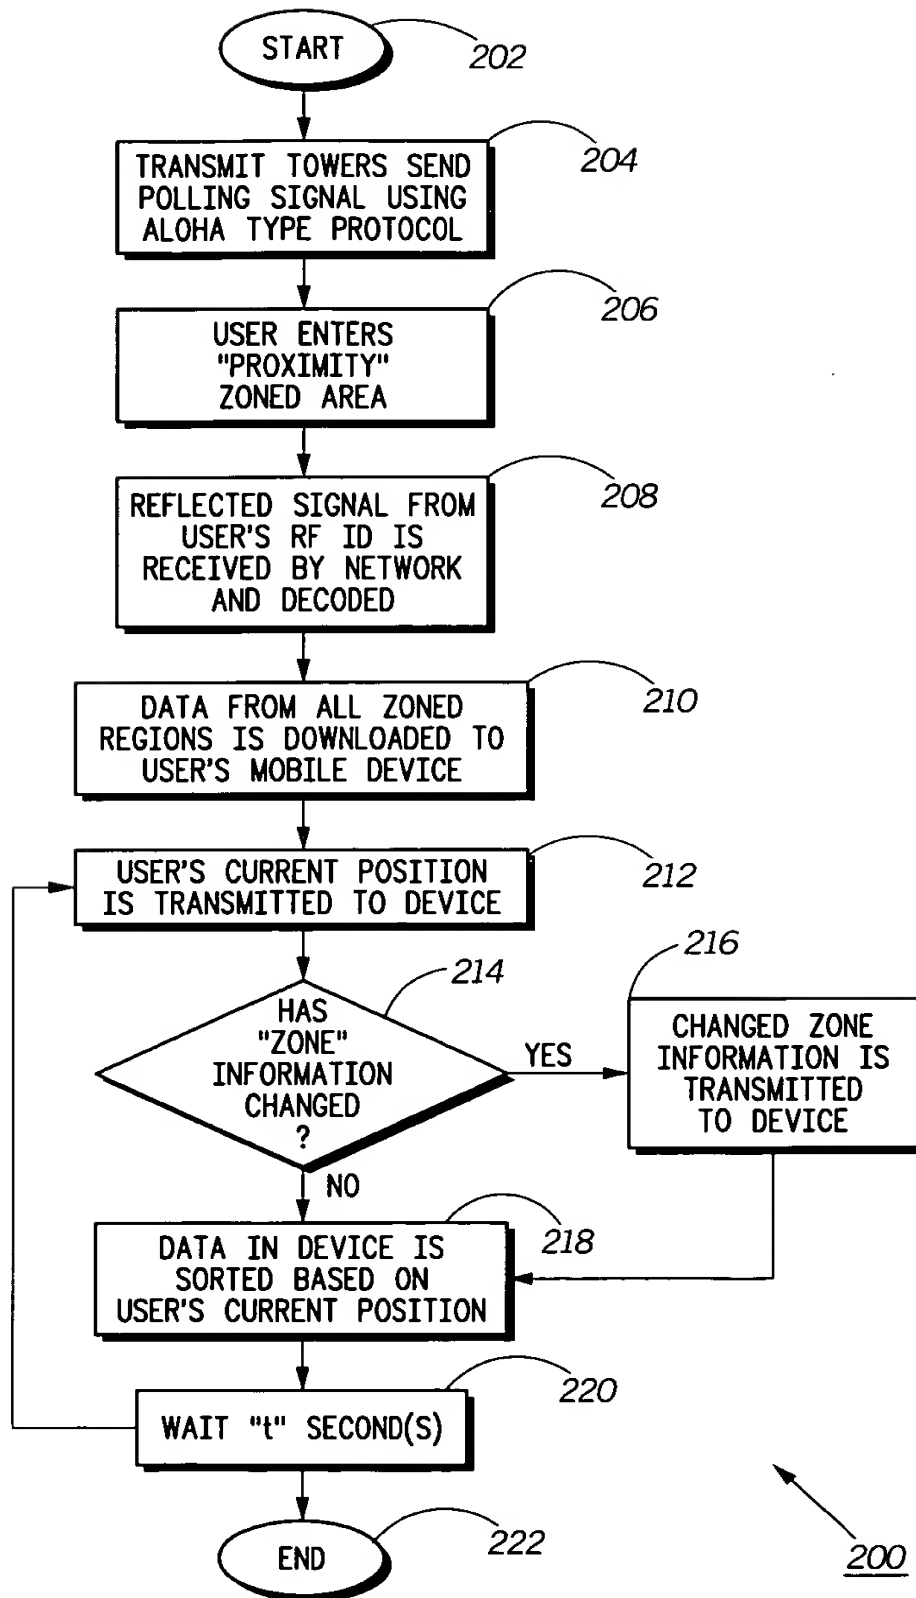 START
202
TRANSMIT TOWERS SEND
POLLING SIGNAL USING
ALOHA TYPE PROTOCOL
204
USER ENTERS
"PROXIMITY"
ZONED AREA
206
REFLECTED SIGNAL FROM
USER'S RF ID IS
RECEIVED BY NETWORK
AND DECODED
208
DATA FROM ALL ZONED
REGIONS IS DOWNLOADED TO
USER'S MOBILE DEVICE
210
USER'S CURRENT POSITION
IS TRANSMITTED TO DEVICE
212
HAS
"ZONE"
INFORMATION
CHANGED
?
214
YES
NO
CHANGED ZONE
INFORMATION IS
TRANSMITTED
TO DEVICE
216
DATA IN DEVICE IS
SORTED BASED ON
USER'S CURRENT POSITION
218
WAIT "t" SECOND(S)
220
END
222
200